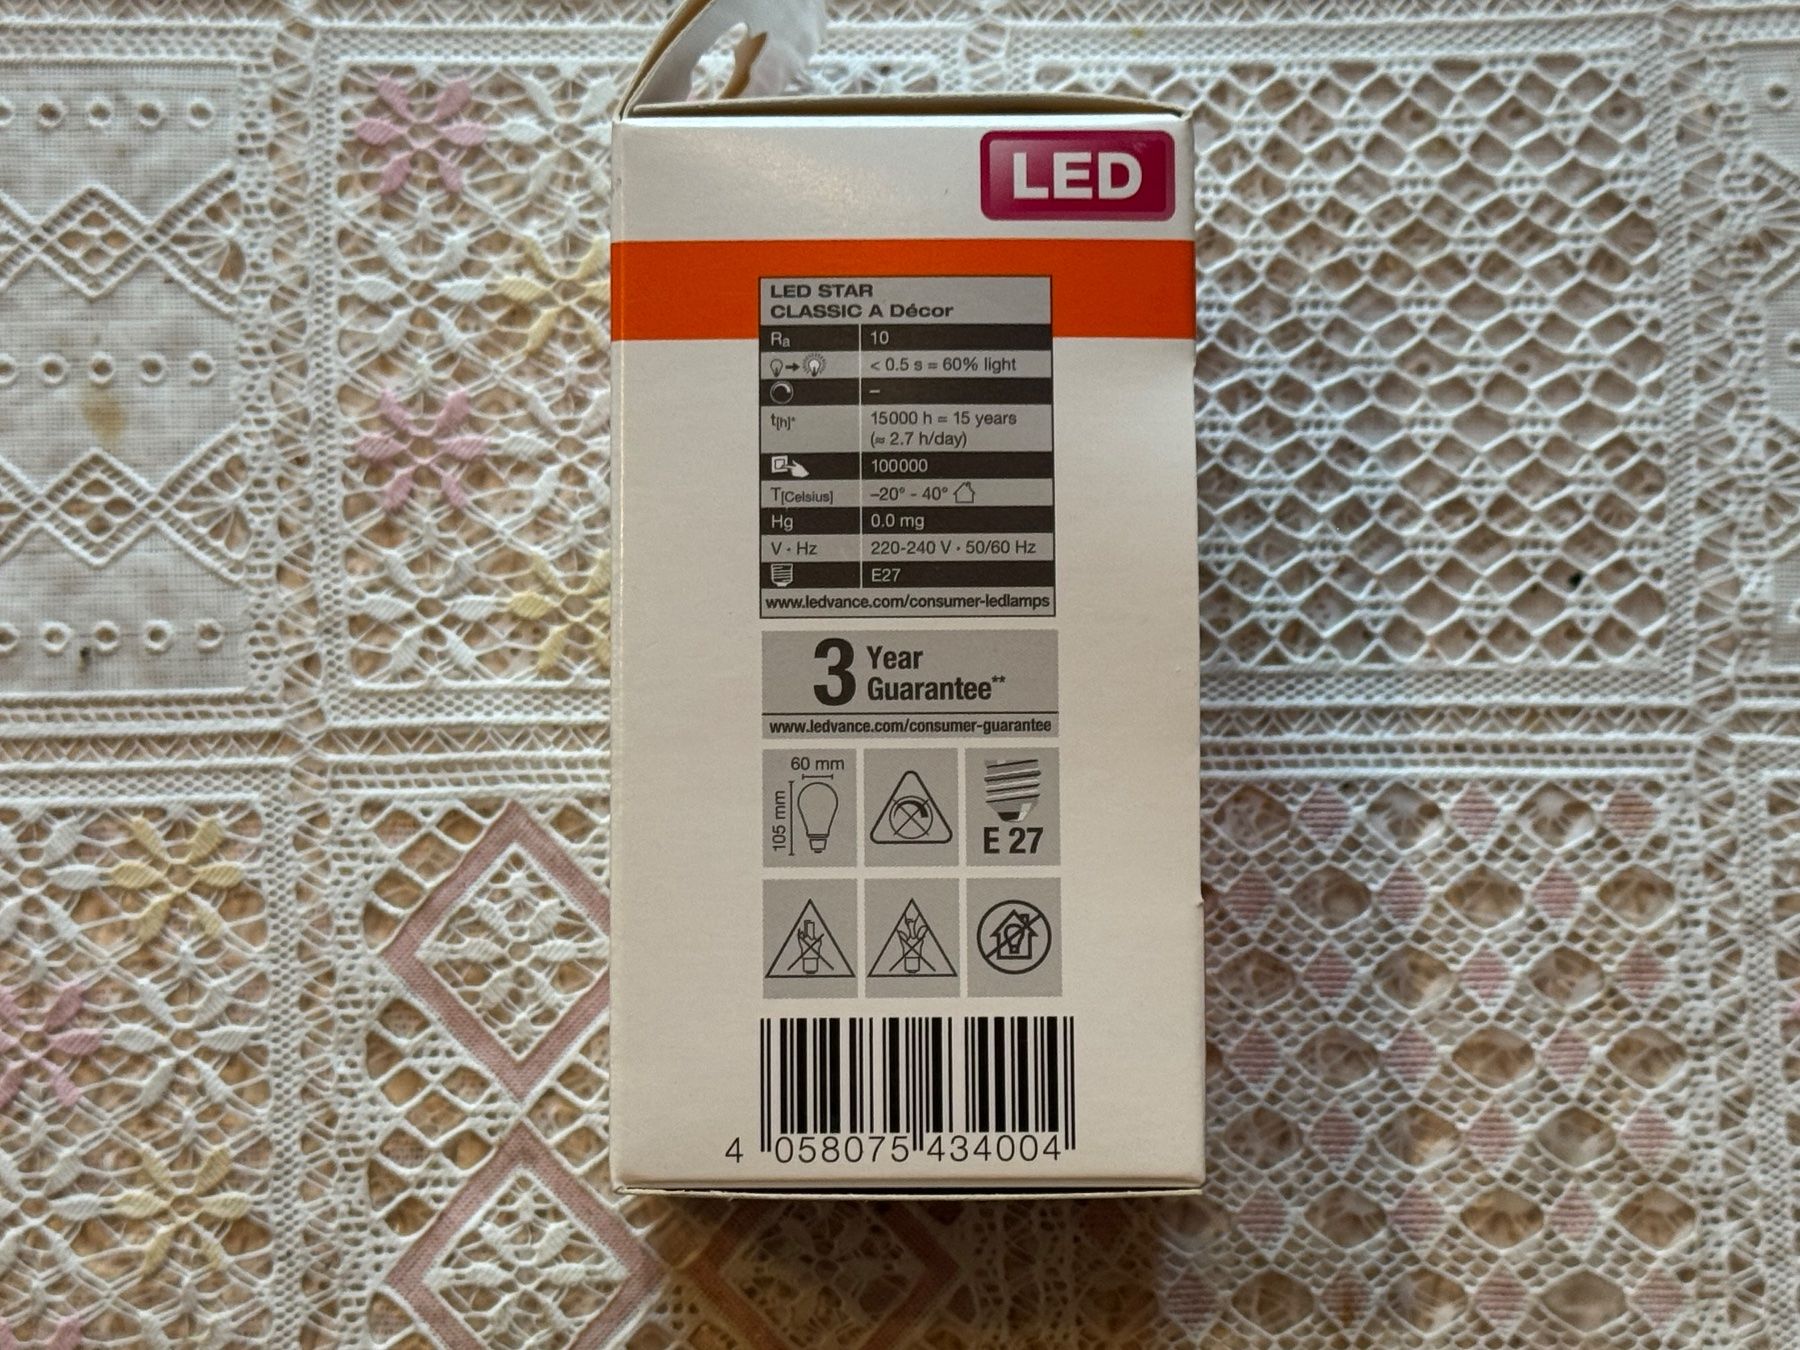 LED
LED STAR
CLASSIC A Décor
Ra 10
< 0.5 s = 60% light
–
t[h]* 15000 h = 15 years
(≈ 2.7 h/day)
100000
T[Celsius] –20° - 40°
Hg 0.0 mg
V · Hz 220-240 V · 50/60 Hz
E27
www.ledvance.com/consumer-ledlamps
3 Year
Guarantee**
www.ledvance.com/consumer-guarantee
60 mm
105 mm
E 27
4 058075 434004